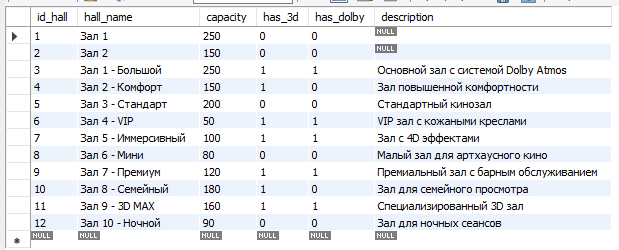 id_hall hall_name capacity has_3d has_dolby description
1 Зал 1 250 0 0 NULL
2 Зал 2 150 0 0 NULL
3 Зал 1 - Большой 250 1 1 Основной зал с системой Dolby Atmos
4 Зал 2 - Комфорт 150 1 0 Зал повышенной комфортности
5 Зал 3 - Стандарт 200 0 0 Стандартный кинозал
6 Зал 4 - VIP 50 1 1 VIP зал с кожаными креслами
7 Зал 5 - Иммерсивный 100 1 1 Зал с 4D эффектами
8 Зал 6 - Мини 80 0 0 Малый зал для артхаусного кино
9 Зал 7 - Премиум 120 1 1 Премиальный зал с барным обслуживанием
10 Зал 8 - Семейный 180 1 0 Зал для семейного просмотра
11 Зал 9 - 3D MAX 160 1 1 Специализированный 3D зал
12 Зал 10 - Ночной 90 0 0 Зал для ночных сеансов
NULL NULL NULL NULL NULL NULL